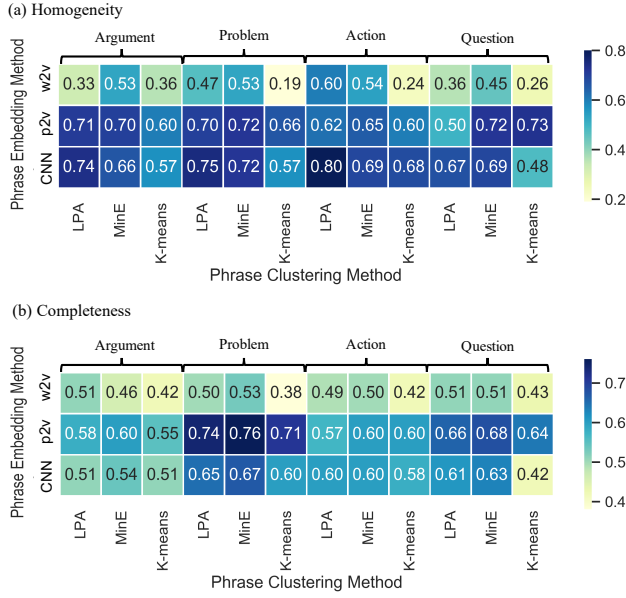 (a) Homogeneity
Argument Problem Action Question
Phrase Embedding Method
w2v 0.33 0.53 0.36 0.47 0.53 0.19 0.60 0.54 0.24 0.36 0.45 0.26
p2v 0.71 0.70 0.60 0.70 0.72 0.66 0.62 0.65 0.60 0.50 0.72 0.73
CNN 0.74 0.66 0.57 0.75 0.72 0.57 0.80 0.69 0.68 0.67 0.69 0.48
LPA MinE K-means LPA MinE K-means LPA MinE K-means LPA MinE K-means
Phrase Clustering Method
0.8
0.6
0.4
0.2
(b) Completeness
Argument Problem Action Question
Phrase Embedding Method
w2v 0.51 0.46 0.42 0.50 0.53 0.38 0.49 0.50 0.42 0.51 0.51 0.43
p2v 0.58 0.60 0.55 0.74 0.76 0.71 0.57 0.60 0.60 0.66 0.68 0.64
CNN 0.51 0.54 0.51 0.65 0.67 0.60 0.60 0.60 0.58 0.61 0.63 0.42
LPA MinE K-means LPA MinE K-means LPA MinE K-means LPA MinE K-means
Phrase Clustering Method
0.7
0.6
0.5
0.4